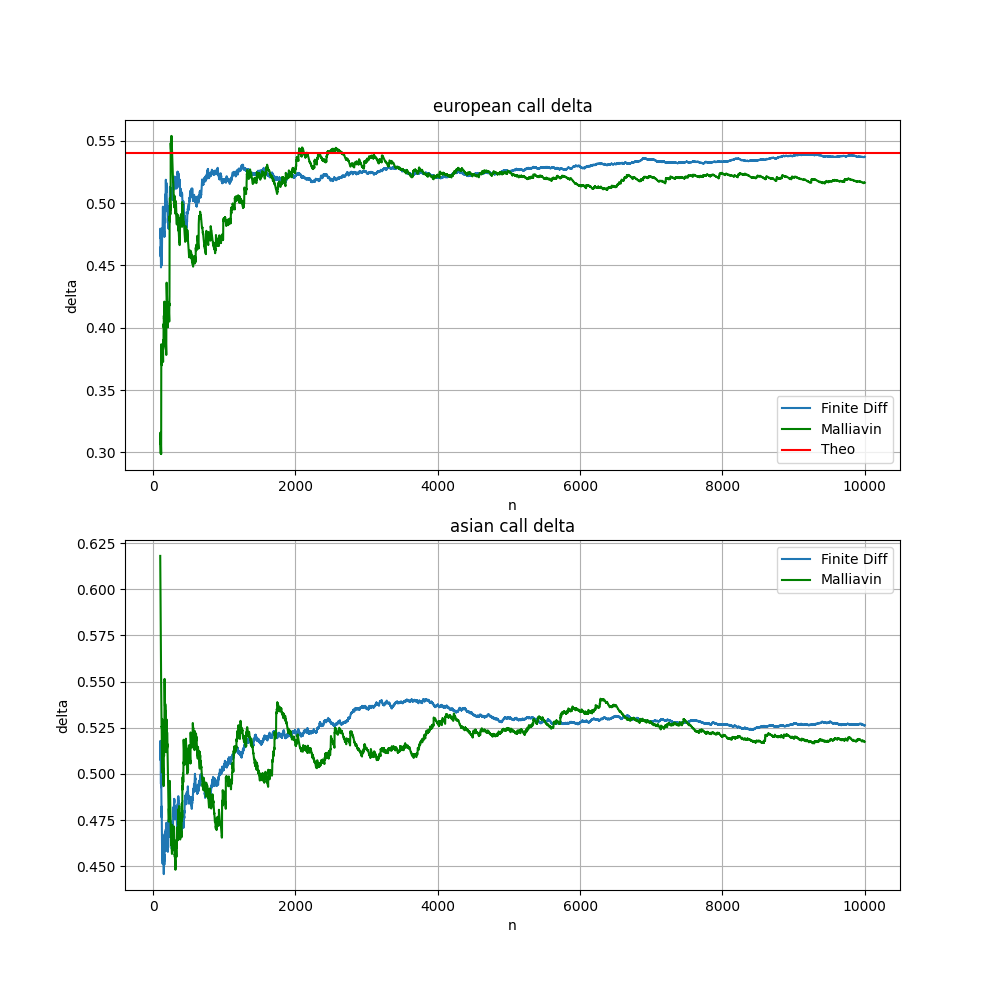 european call delta
0.55
0.50
0.45
0.40
0.35
0.30
delta
Finite Diff
Malliavin
Theo
0 2000 4000 6000 8000 10000
n
asian call delta
0.625
0.600
0.575
0.550
0.525
0.500
0.475
0.450
delta
Finite Diff
Malliavin
0 2000 4000 6000 8000 10000
n